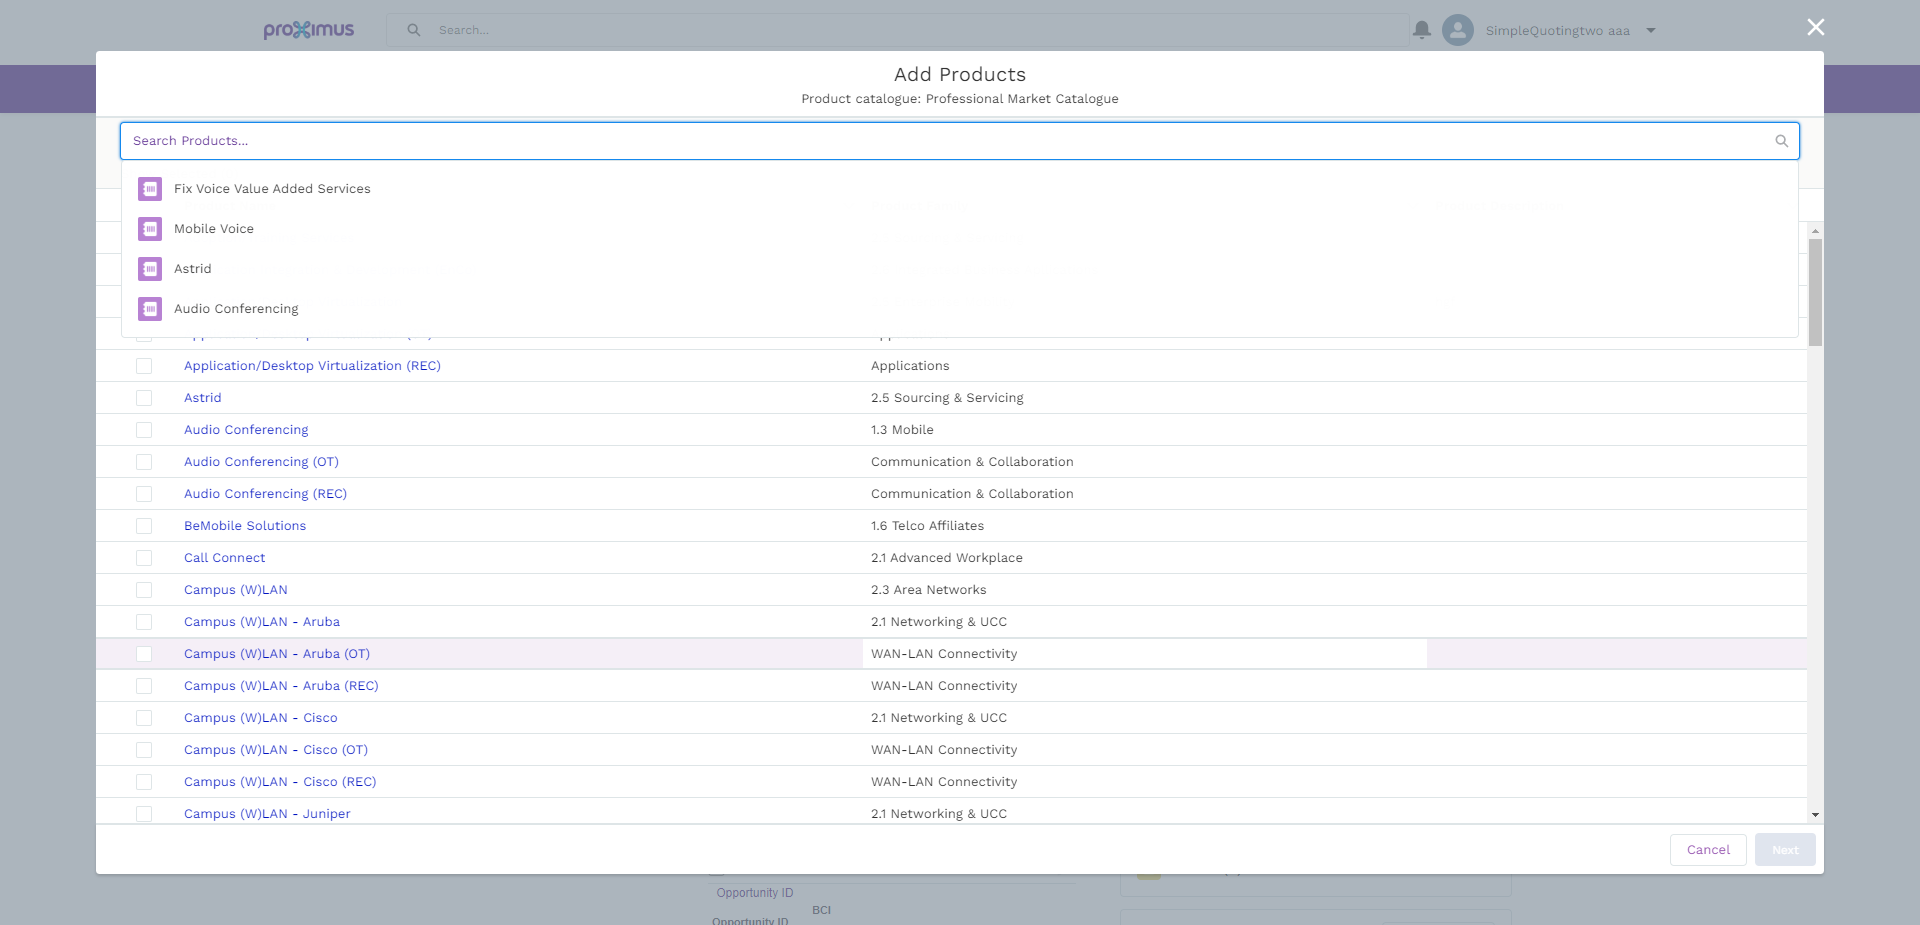 proximus
Search...
SimpleQuotingtwo aaa
Add Products
Product catalogue: Professional Market Catalogue
Search Products...
Fix Voice Value Added Services
Mobile Voice
Astrid
Audio Conferencing
Application/Desktop Virtualization (REC) Applications
Astrid 2.5 Sourcing & Servicing
Audio Conferencing 1.3 Mobile
Audio Conferencing (OT) Communication & Collaboration
Audio Conferencing (REC) Communication & Collaboration
BeMobile Solutions 1.6 Telco Affiliates
Call Connect 2.1 Advanced Workplace
Campus (W)LAN 2.3 Area Networks
Campus (W)LAN - Aruba 2.1 Networking & UCC
Campus (W)LAN - Aruba (OT) WAN-LAN Connectivity
Campus (W)LAN - Aruba (REC) WAN-LAN Connectivity
Campus (W)LAN - Cisco 2.1 Networking & UCC
Campus (W)LAN - Cisco (OT) WAN-LAN Connectivity
Campus (W)LAN - Cisco (REC) WAN-LAN Connectivity
Campus (W)LAN - Juniper 2.1 Networking & UCC
Cancel Next
Opportunity ID
BCI
Opportunity ID